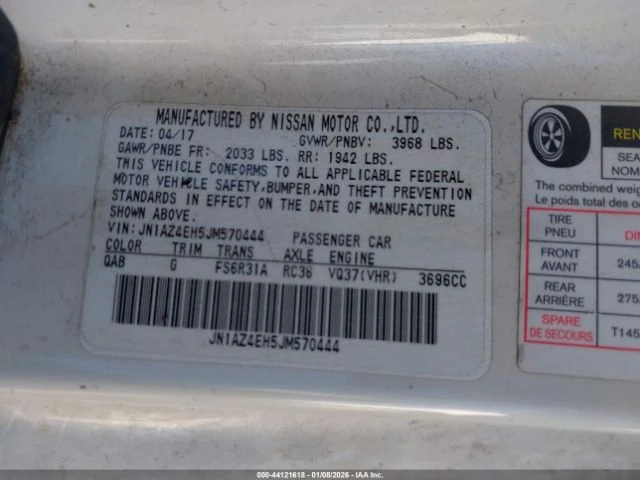 MANUFACTURED BY NISSAN MOTOR CO.,LTD.
DATE: 04/17 GVWR/PNBV: 3968 LBS.
GAWR/PNBE FR: 2033 LBS. RR: 1942 LBS.
THIS VEHICLE CONFORMS TO ALL APPLICABLE FEDERAL
MOTOR VEHICLE SAFETY,BUMPER,AND THEFT PREVENTION
STANDARDS IN EFFECT ON THE DATE OF MANUFACTURE
SHOWN ABOVE.
VIN: JN1AZ4EH5JM570444 PASSENGER CAR
COLOR TRIM TRANS AXLE ENGINE
QAB G FS6R31A RC36 VQ37(VHR) 3696CC
JN1AZ4EH5JM570444
The combined
Le poids total des
TIRE
PNEU
FRONT
AVANT
REAR
ARRIÈRE
SPARE
DE SECOURS
245
275
T145
000-44121618 - 01/08/2026 - COPYRIGHT IAA, LLC